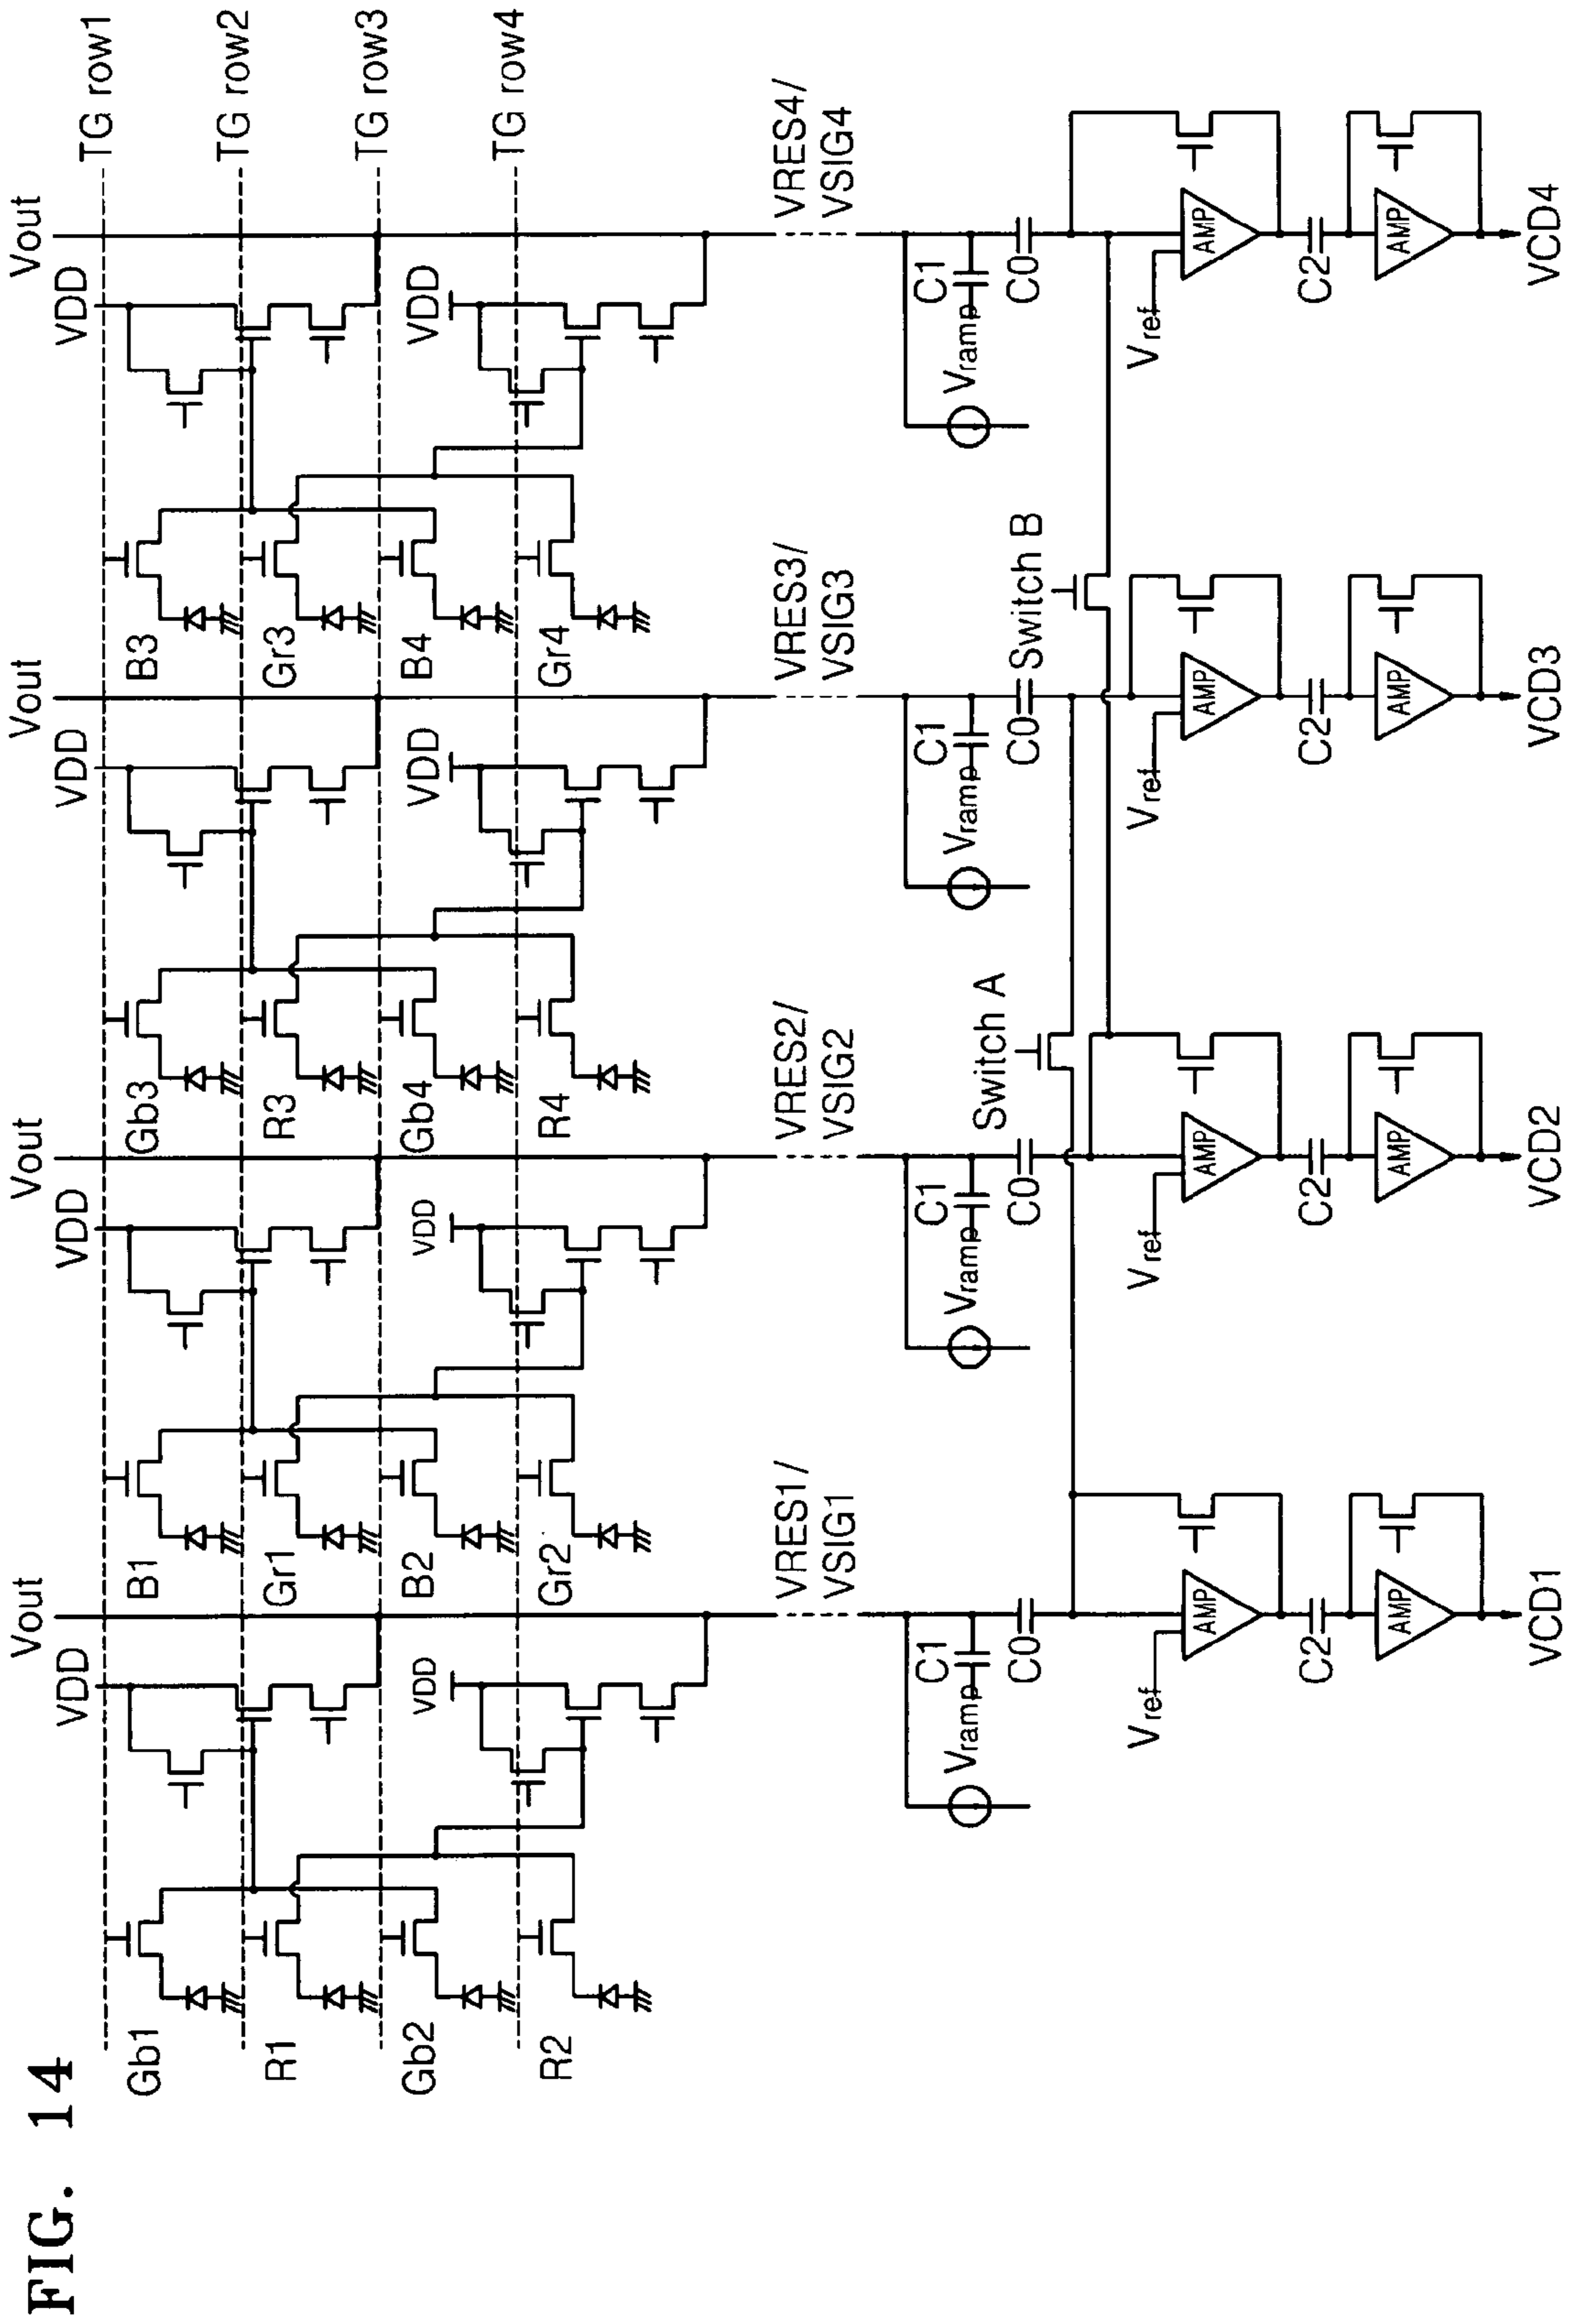 FIG. 14
Vout
Vout
Vout
Vout
VDD
VDD
VDD
VDD
TG row1
Gb1
B1
Gb3
B3
TG row2
R1
Gr1
R3
Gr3
TG row3
VDD
VDD
VDD
VDD
Gb2
B2
Gb4
B4
TG row4
R2
Gr2
R4
Gr4
VRES1/
VSIG1
VRES2/
VSIG2
VRES3/
VSIG3
VRES4/
VSIG4
C1
C1
C1
C1
Vramp
Vramp
Vramp
Vramp
Switch A
C0
C0
C0
C0
Switch B
Vref
Vref
Vref
Vref
AMP
AMP
AMP
AMP
C2
C2
C2
C2
AMP
AMP
AMP
AMP
VCD1
VCD2
VCD3
VCD4